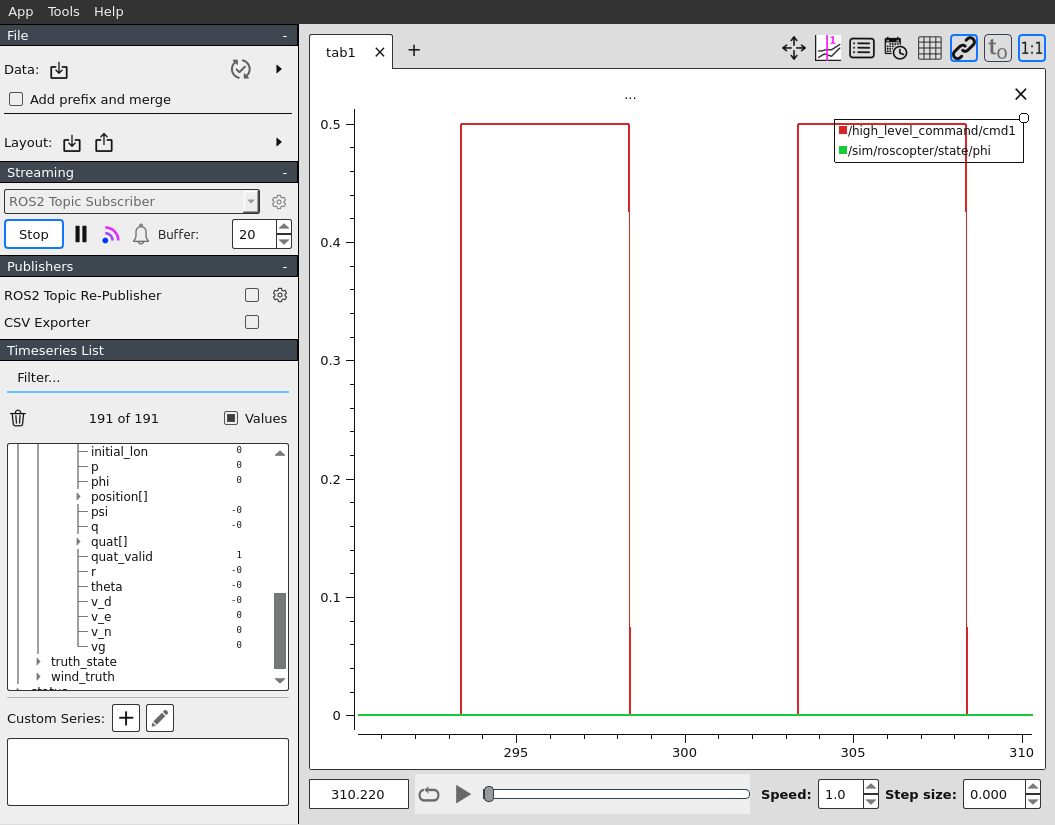 App Tools Help
File -
Data:
Add prefix and merge
Layout:
Streaming
ROS2 Topic Subscriber
Stop Buffer: 20
Publishers -
ROS2 Topic Re-Publisher
CSV Exporter
Timeseries List
Filter...
191 of 191 Values
initial_lon 0
p 0
phi 0
position[]
psi -0
q -0
quat[]
quat_valid 1
r -0
theta -0
v_d -0
v_e 0
v_n 0
vg 0
truth_state
wind_truth
Custom Series:
tab1
1
t0
1:1
...
/high_level_command/cmd1
/sim/roscopter/state/phi
0.5
0.4
0.3
0.2
0.1
0
295 300 305 310
310.220 Speed: 1.0 Step size: 0.000